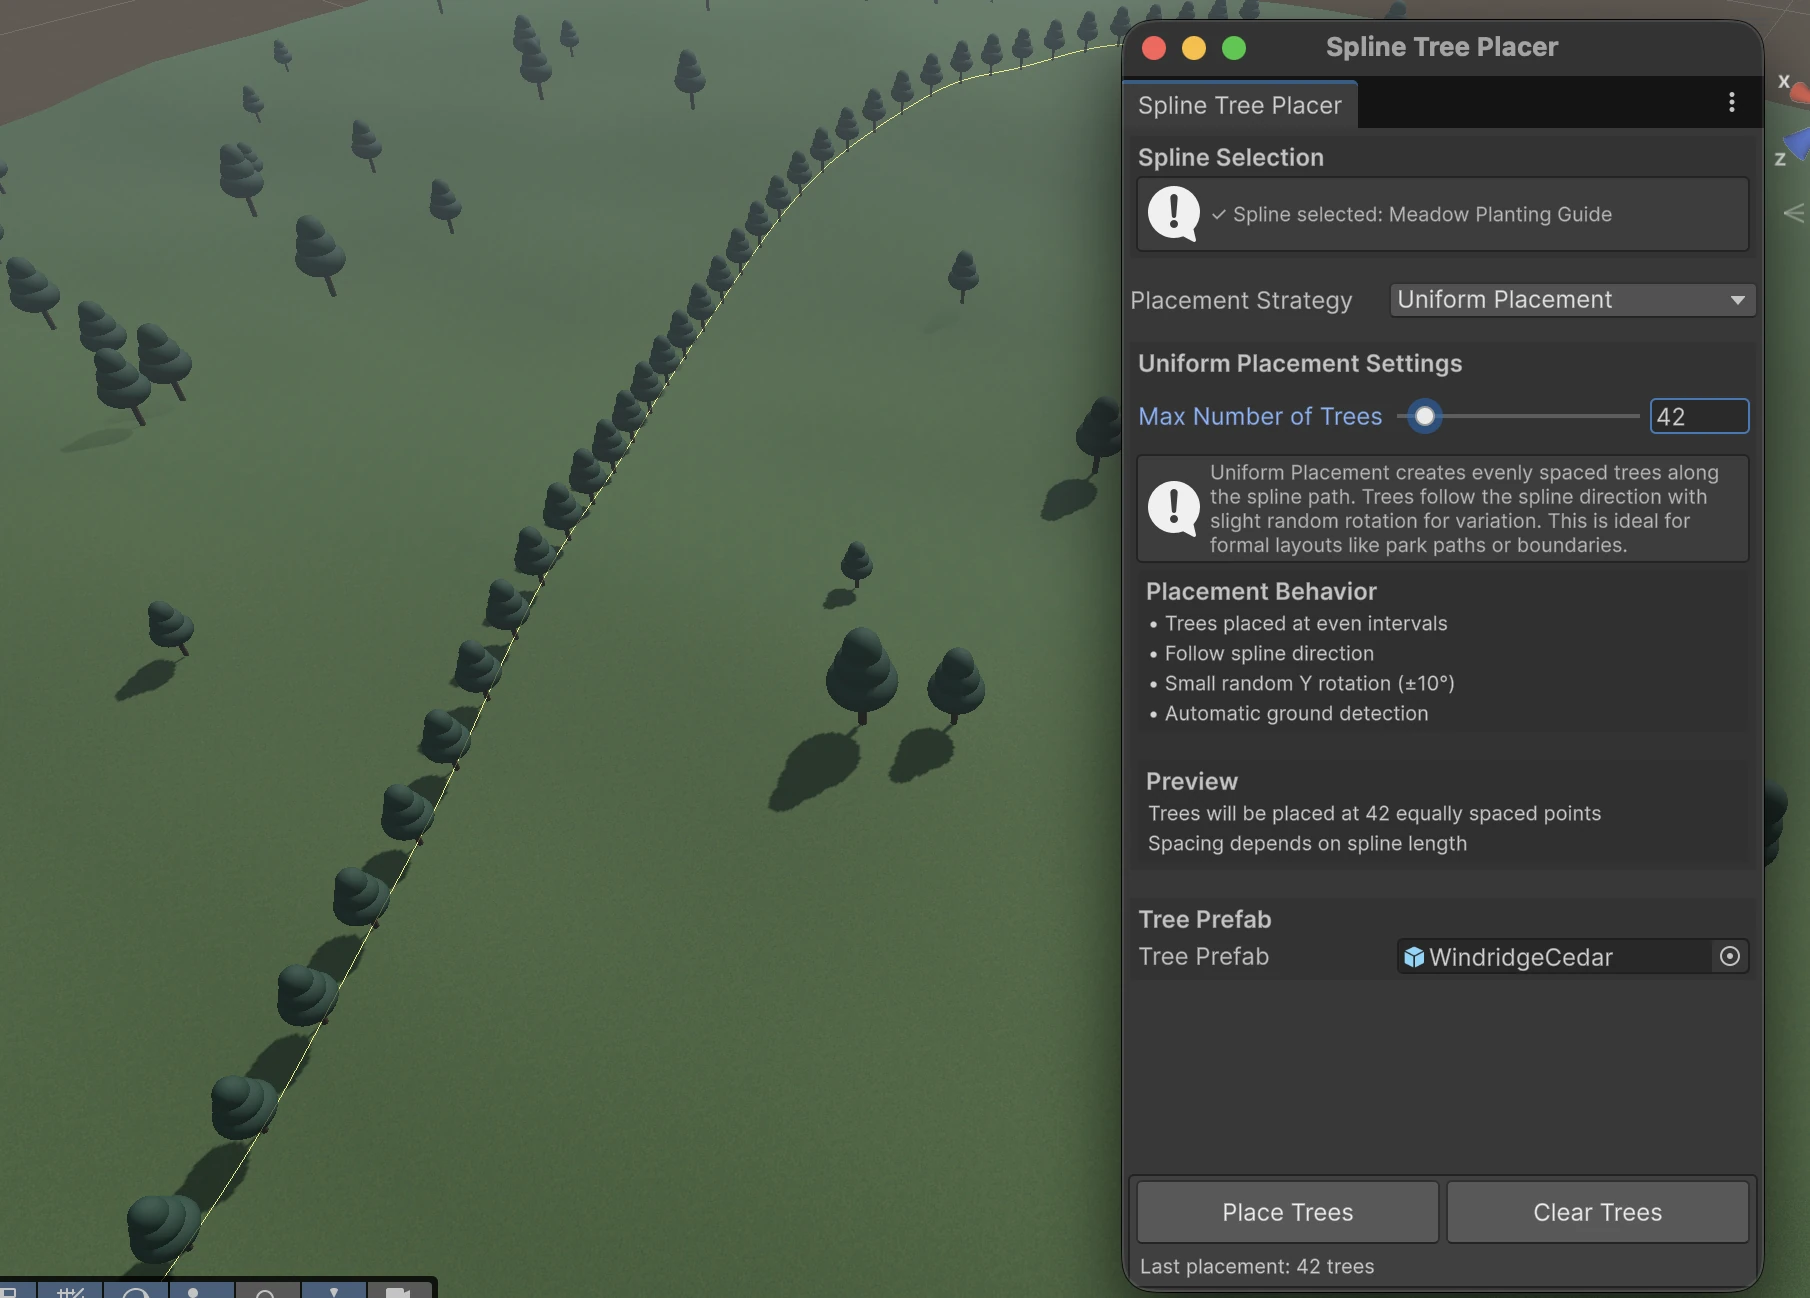 Spline Tree Placer
Spline Tree Placer
Spline Selection
✓ Spline selected: Meadow Planting Guide
Placement Strategy
Uniform Placement
Uniform Placement Settings
Max Number of Trees
42
Uniform Placement creates evenly spaced trees along
the spline path. Trees follow the spline direction with
slight random rotation for variation. This is ideal for
formal layouts like park paths or boundaries.
Placement Behavior
• Trees placed at even intervals
• Follow spline direction
• Small random Y rotation (±10°)
• Automatic ground detection
Preview
Trees will be placed at 42 equally spaced points
Spacing depends on spline length
Tree Prefab
Tree Prefab
WindridgeCedar
Place Trees
Clear Trees
Last placement: 42 trees
x
z